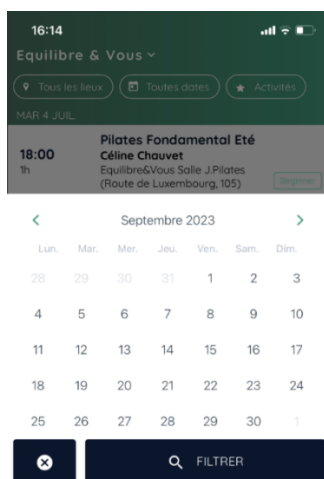 16:14
Equilibre & Vous
Tous les lieux Toutes dates Activités
MAR 4 JUIL.
Pilates Fondamental Eté
18:00 Céline Chauvet
1h Equilibre&Vous Salle J.Pilates
(Route de Luxembourg, 105)
Septembre 2023
Lun. Mar. Mer. Jeu. Ven. Sam. Dim.
28 29 30 31 1 2 3
4 5 6 7 8 9 10
11 12 13 14 15 16 17
18 19 20 21 22 23 24
25 26 27 28 29 30 1
FILTRER